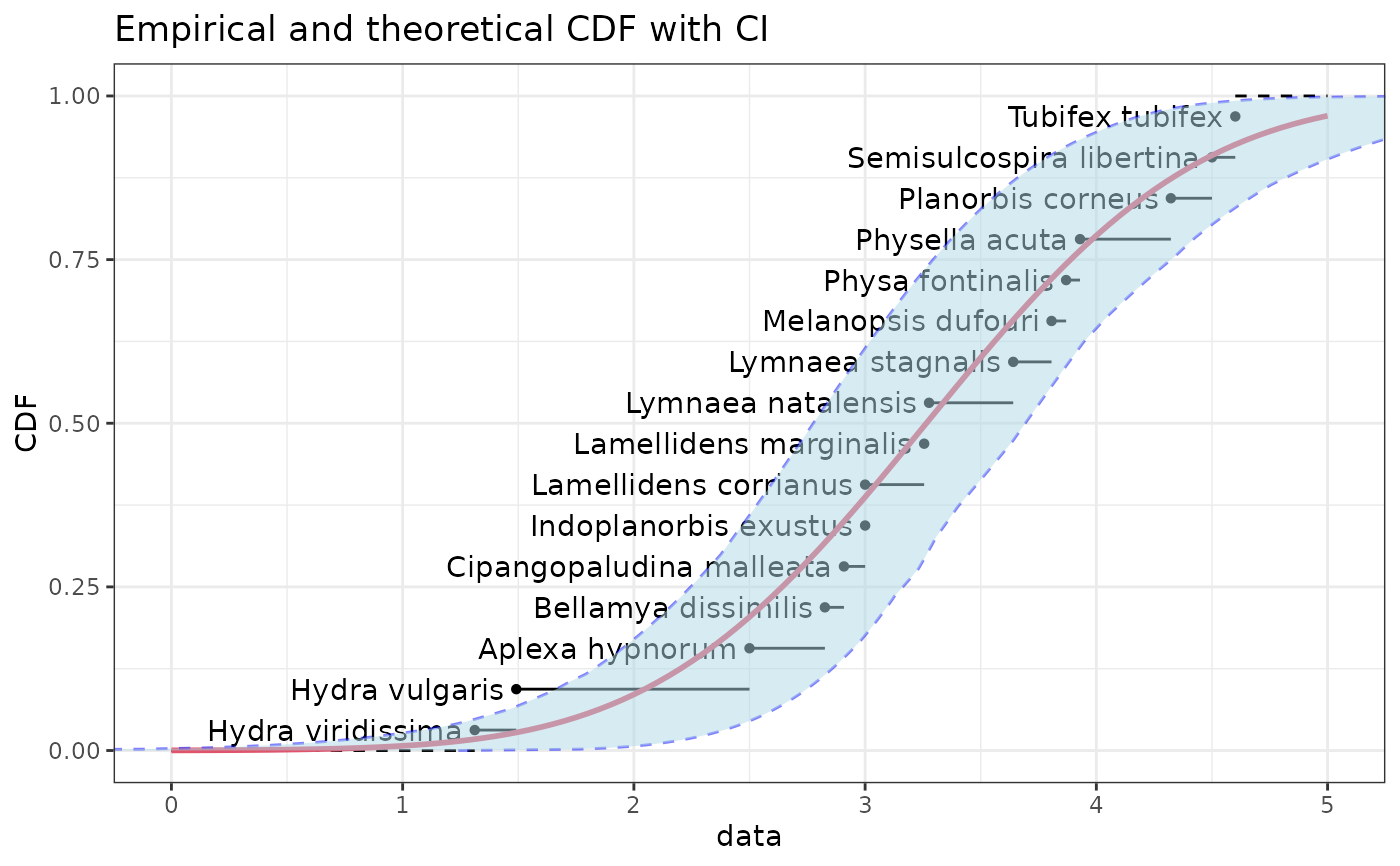 Empirical and theoretical CDF with CI
1.00
Tubifex tubifex
Semisulcospira libertina
Planorbis corneus
0.75
Physella acuta
Physa fontinalis
Melanopsis dufouri
Lymnaea stagnalis
CDF
0.50
Lymnaea natalensis
Lamellidens marginalis
Lamellidens corrianus
Indoplanorbis exustus
0.25
Cipangopaludina malleata
Bellamya dissimilis
Aplexa hypnorum
Hydra vulgaris
Hydra viridissima
0.00
0 1 2 3 4 5
data